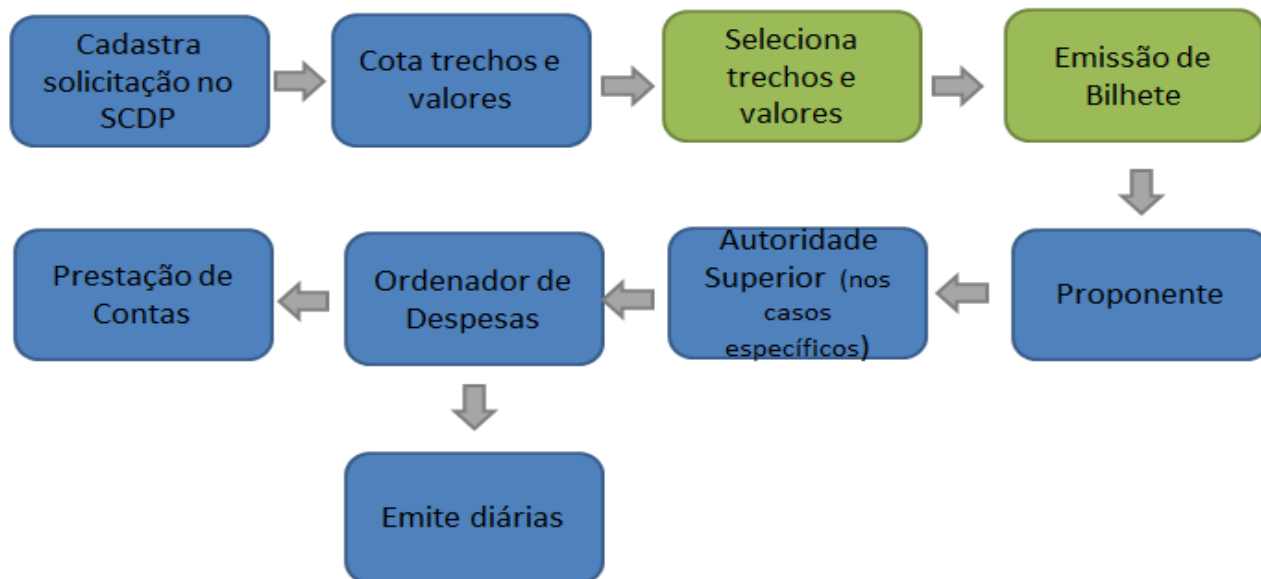 Cadastra
solicitação no
SCDP
Cota trechos e
valores
Seleciona
trechos e
valores
Emissão de
Bilhete
Proponente
Autoridade
Superior (nos
casos
específicos)
Ordenador de
Despesas
Prestação de
Contas
Emite diárias